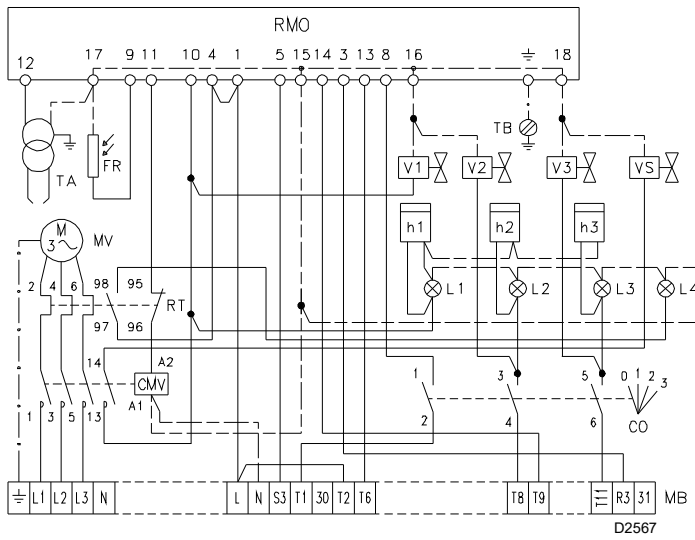 RMO
12 17 9 11 10 4 1 5 15 14 3 13 8 16 ⏚ 18
TB
TA FR
V1 V2 V3 VS
h1 h2 h3
M
3~
MV
2 4 6 98 95
L1 L2 L3 L4
RT
97 96
14 A2
CMV
A1
1 3 5 13
1 3 5 0 1 2 3
2 4 6 CO
⏚ L1 L2 L3 N L N S3 T1 30 T2 T6 T8 T9 R3 31 MB
D2567